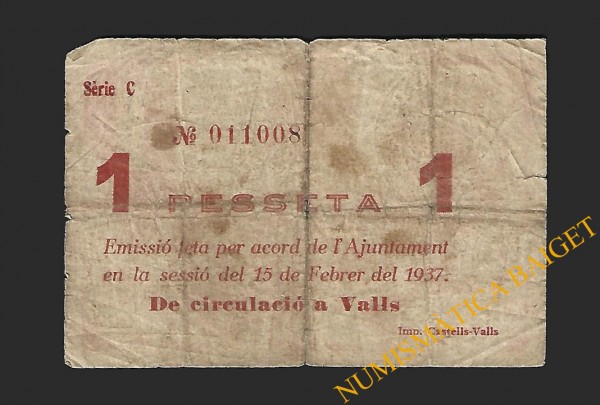 Sèrie C
№ 011008
1 PESSETA 1
Emissió feta per acord de l'Ajuntament
en la sessió del 15 de Febrer del 1937.
De circulació a Valls
Imp. Castells-Valls
NUMISMÀTICA BAIGET